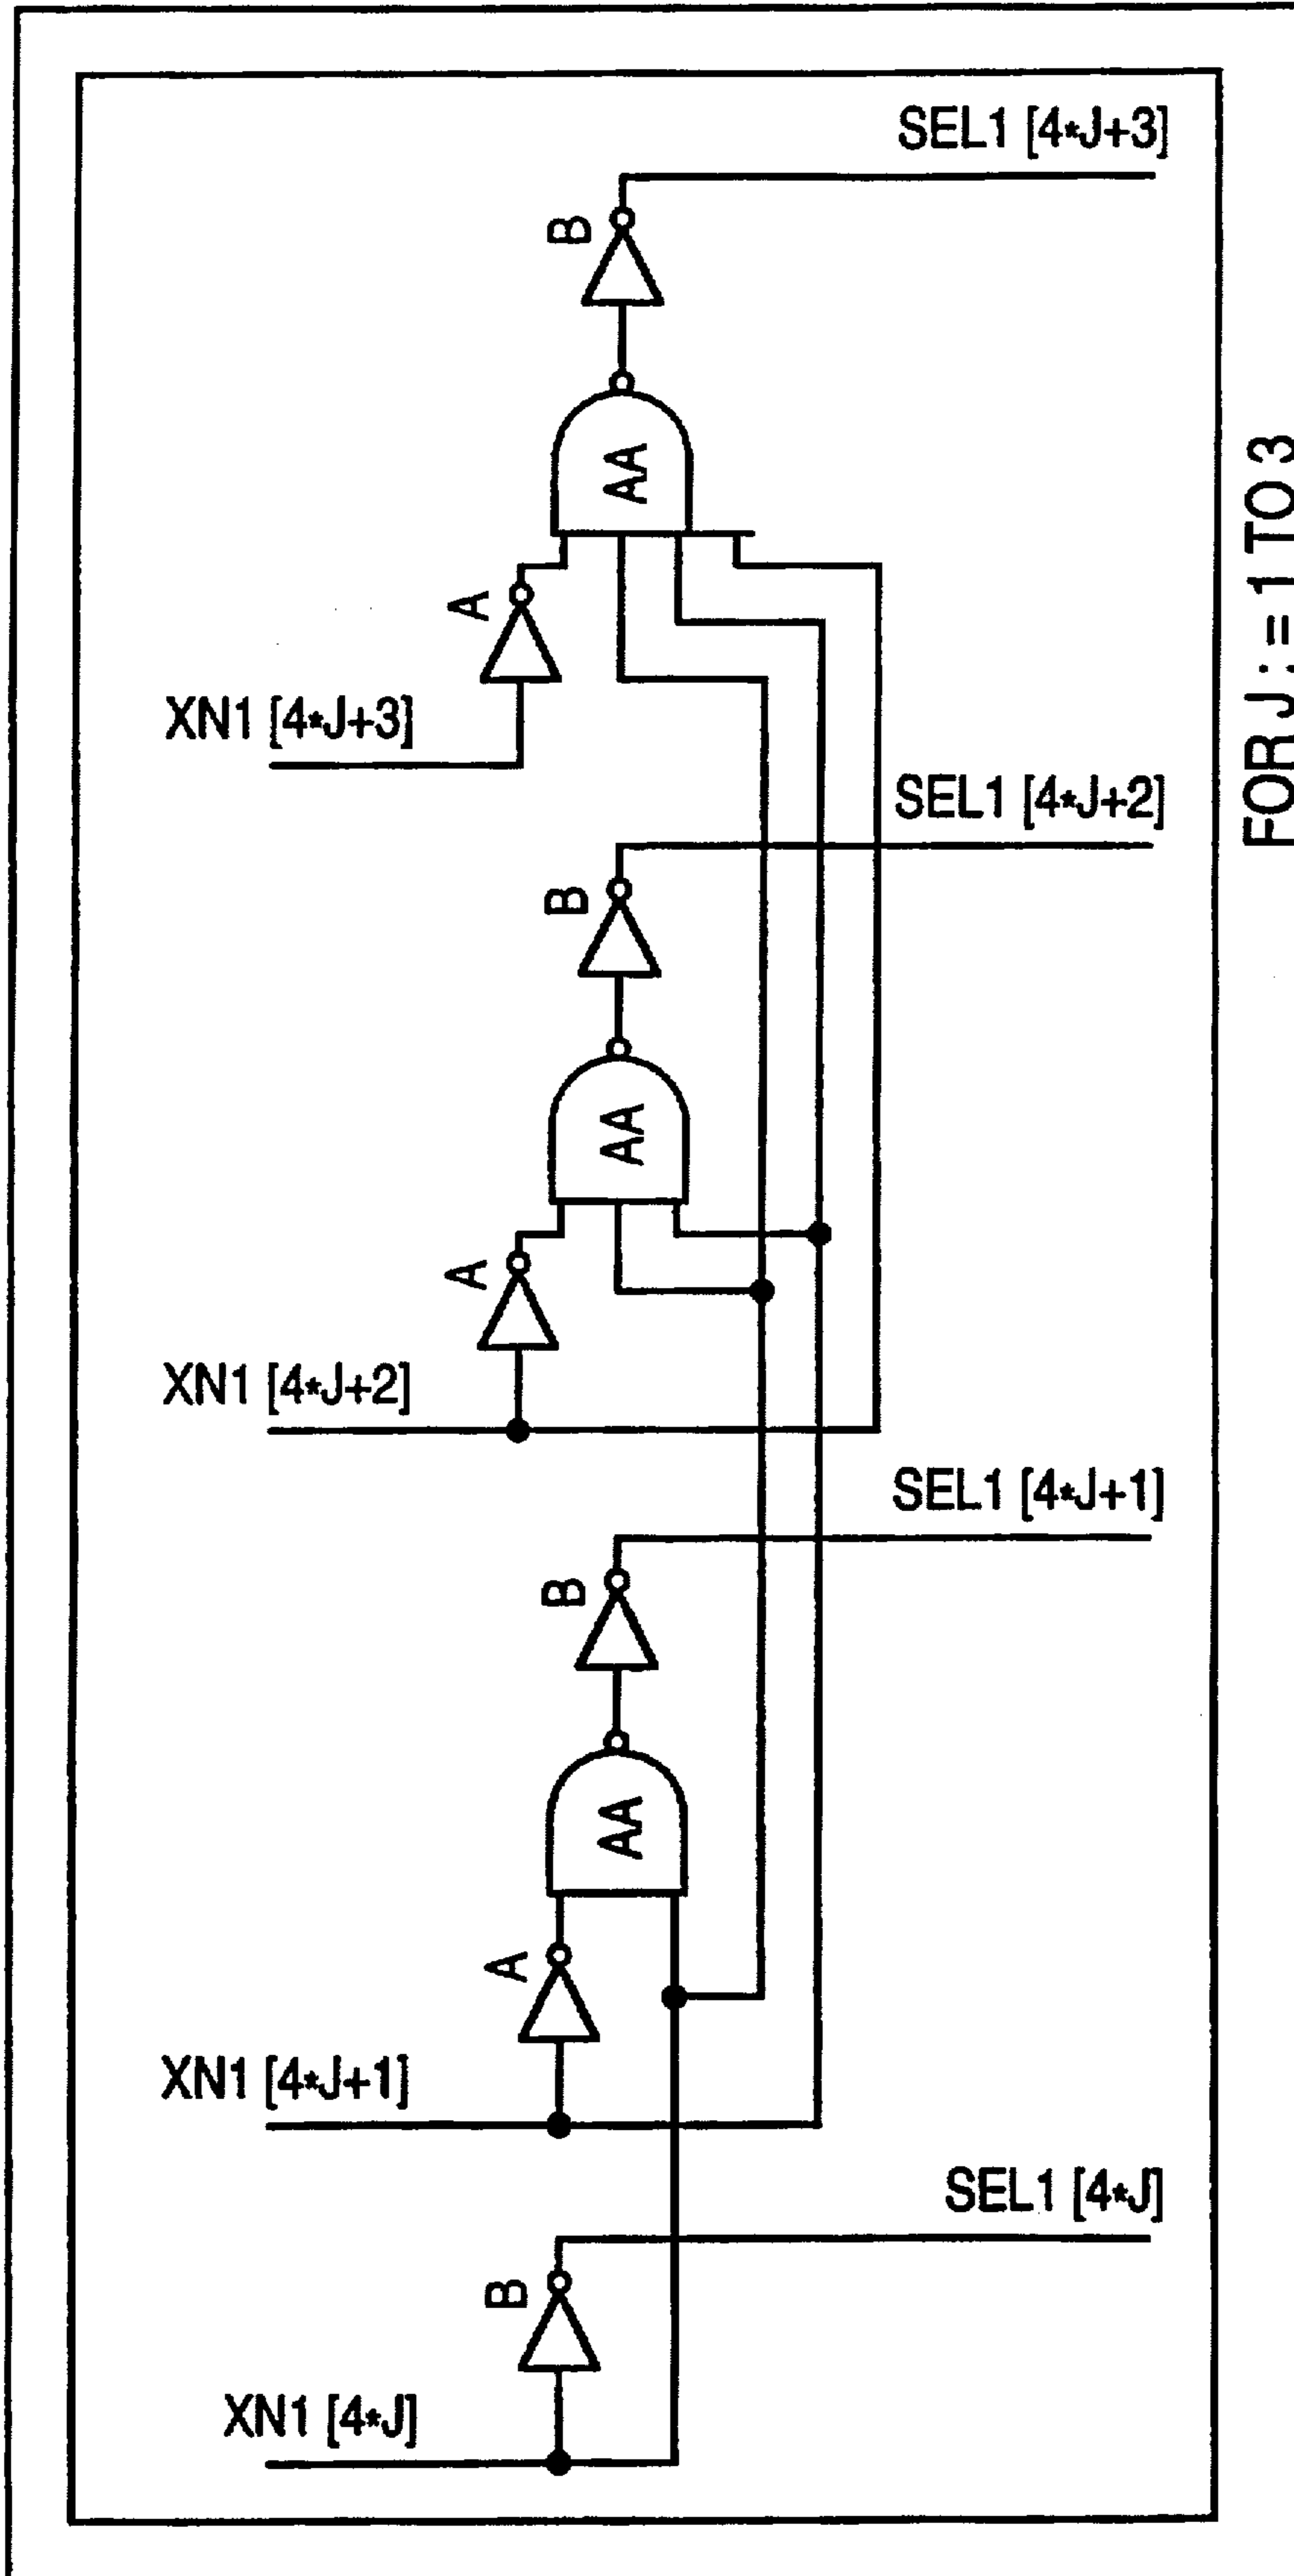 SEL1 [4*J+3]
B
AA
A
XN1 [4*J+3]
SEL1 [4*J+2]
B
AA
A
XN1 [4*J+2]
SEL1 [4*J+1]
B
AA
A
XN1 [4*J+1]
SEL1 [4*J]
B
XN1 [4*J]
FOR J : = 1 TO 3